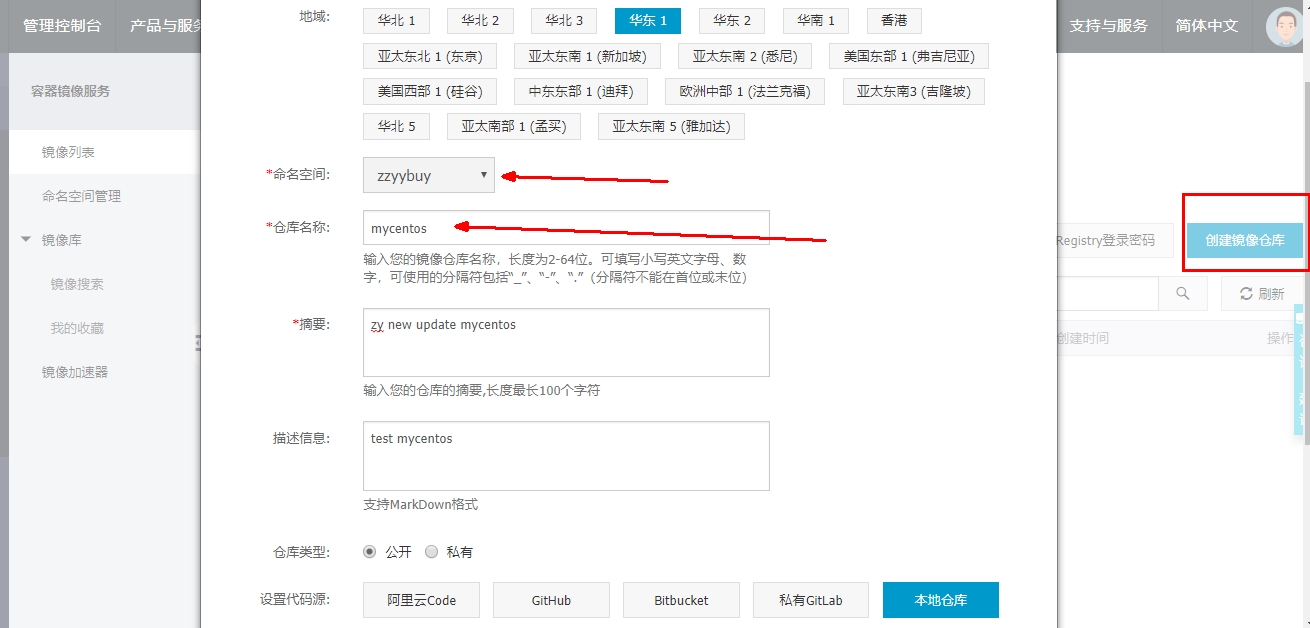 管理控制台
产品与服务
支持与服务
简体中文
容器镜像服务
镜像列表
命名空间管理
镜像库
镜像搜索
我的收藏
镜像加速器
地域:
华北 1
华北 2
华北 3
华东 1
华东 2
华南 1
香港
亚太东北 1 (东京)
亚太东南 1 (新加坡)
亚太东南 2 (悉尼)
美国东部 1 (弗吉尼亚)
美国西部 1 (硅谷)
中东东部 1 (迪拜)
欧洲中部 1 (法兰克福)
亚太东南3 (吉隆坡)
华北 5
亚太南部 1 (孟买)
亚太东南 5 (雅加达)
*命名空间:
zzyybuy
*仓库名称:
mycentos
输入您的镜像仓库名称，长度为2-64位。可填写小写英文字母、数
字，可使用的分隔符包括“_”、“-”、“.”（分隔符不能在首位或末位）
*摘要:
zy new update mycentos
输入您的仓库的摘要,长度最长100个字符
描述信息:
test mycentos
支持MarkDown格式
仓库类型:
公开
私有
设置代码源:
阿里云Code
GitHub
Bitbucket
私有GitLab
本地仓库
Registry登录密码
创建镜像仓库
刷新
创建时间
操作